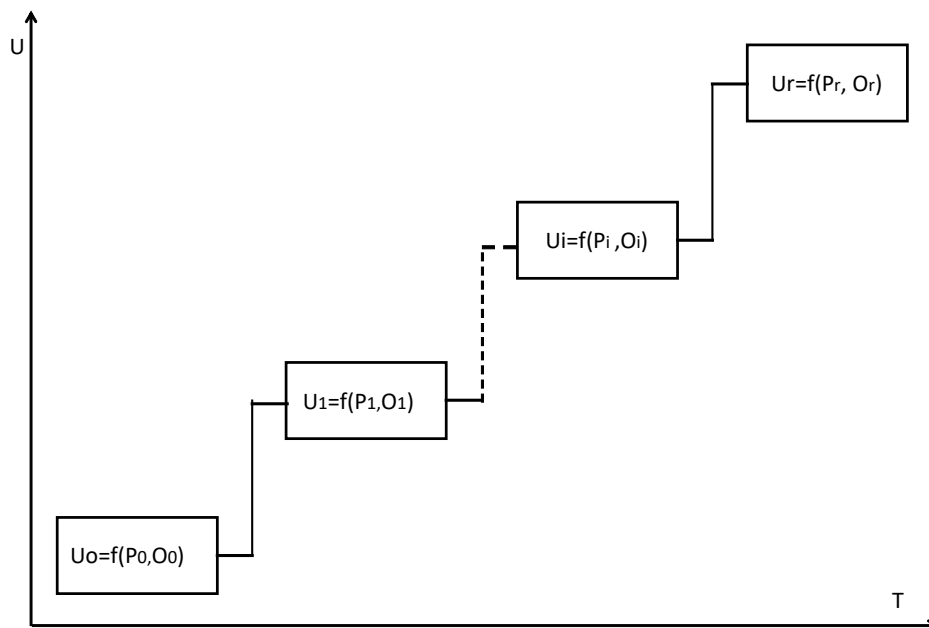 U
Ur=f(Pr, Or)
Ui=f(Pi ,Oi)
U1=f(P1,O1)
Uo=f(P0,O0)
T